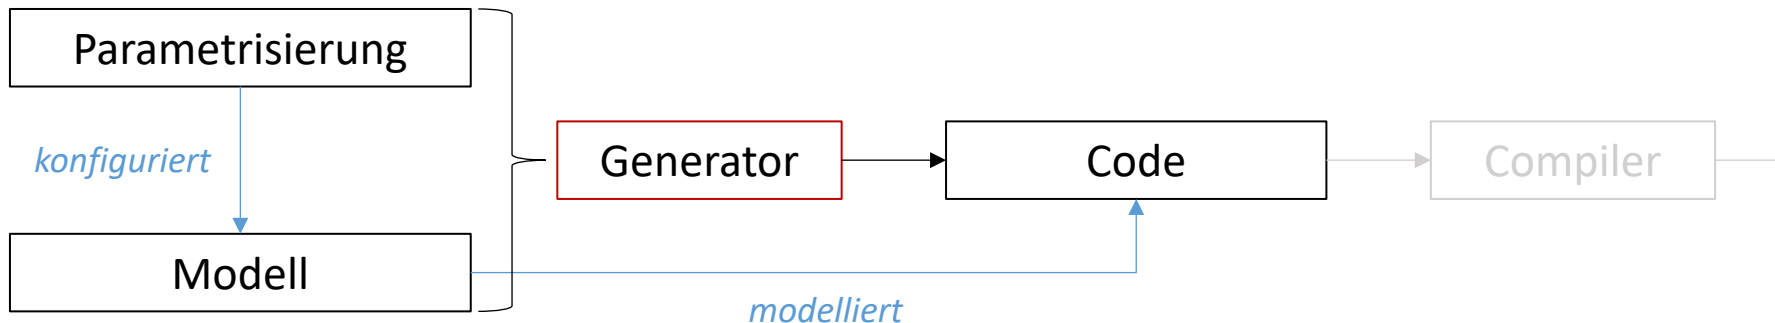 Parametrisierung
konfiguriert
Generator
Code
Compiler
Modell
modelliert